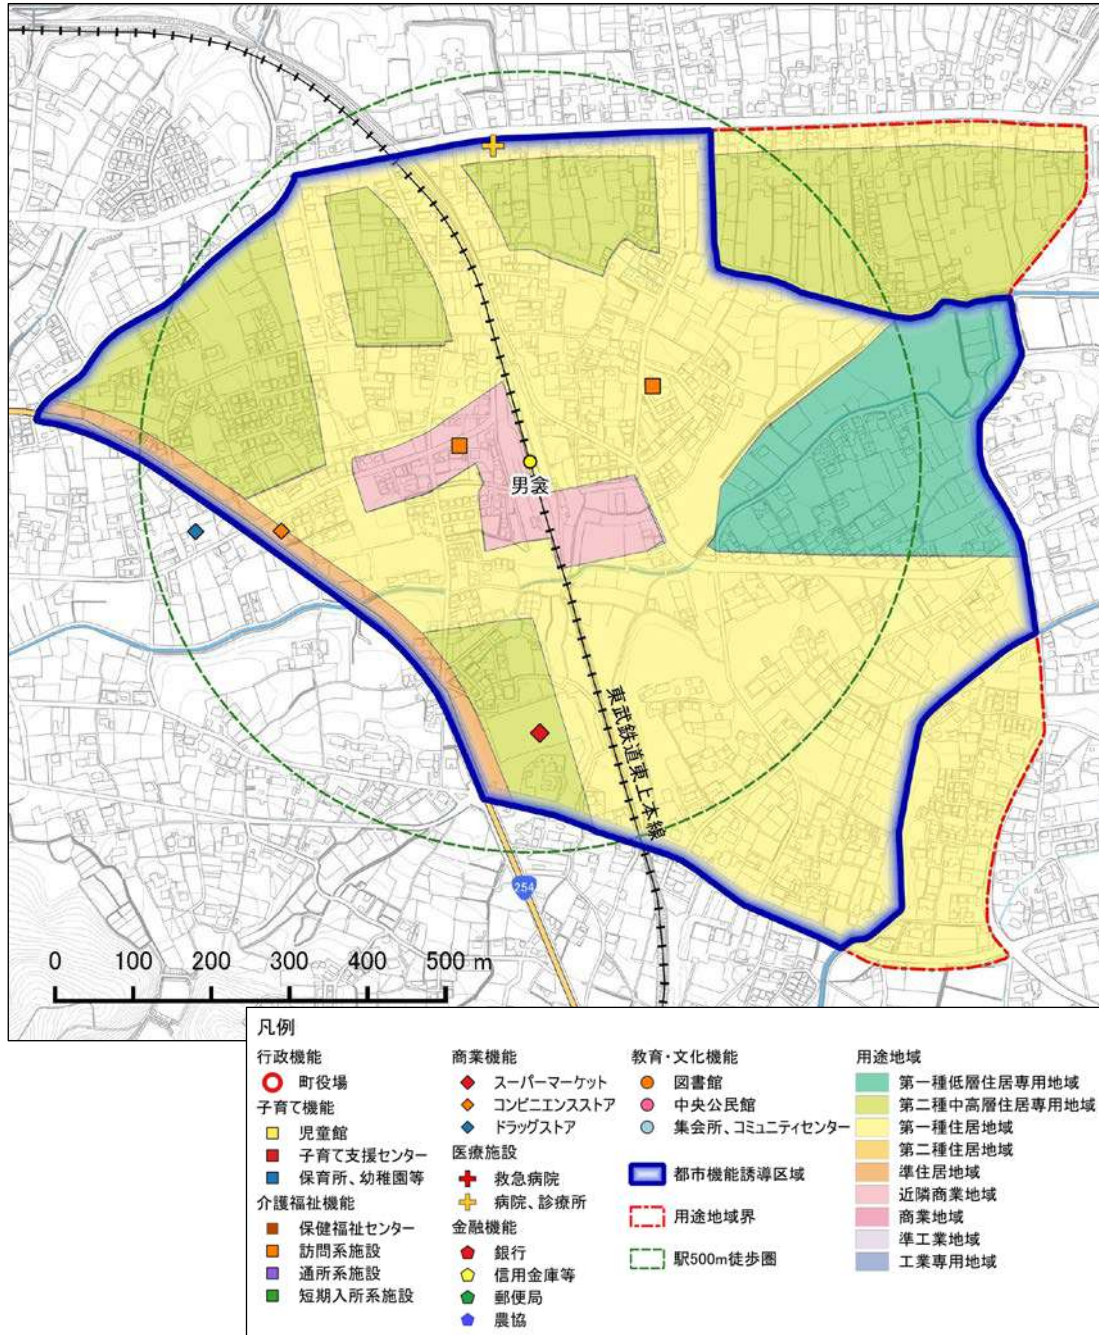 男衾
東武鉄道東上本線
254
0 100 200 300 400 500 m
凡例
行政機能
町役場
子育て機能
児童館
子育て支援センター
保育所、幼稚園等
介護福祉機能
保健福祉センター
訪問系施設
通所系施設
短期入所系施設
商業機能
スーパーマーケット
コンビニエンスストア
ドラッグストア
医療施設
救急病院
病院、診療所
金融機能
銀行
信用金庫等
郵便局
農協
教育・文化機能
図書館
中央公民館
集会所、コミュニティセンター
都市機能誘導区域
用途地域界
駅500m徒歩圏
用途地域
第一種低層住居専用地域
第二種中高層住居専用地域
第一種住居地域
第二種住居地域
準住居地域
近隣商業地域
商業地域
準工業地域
工業専用地域